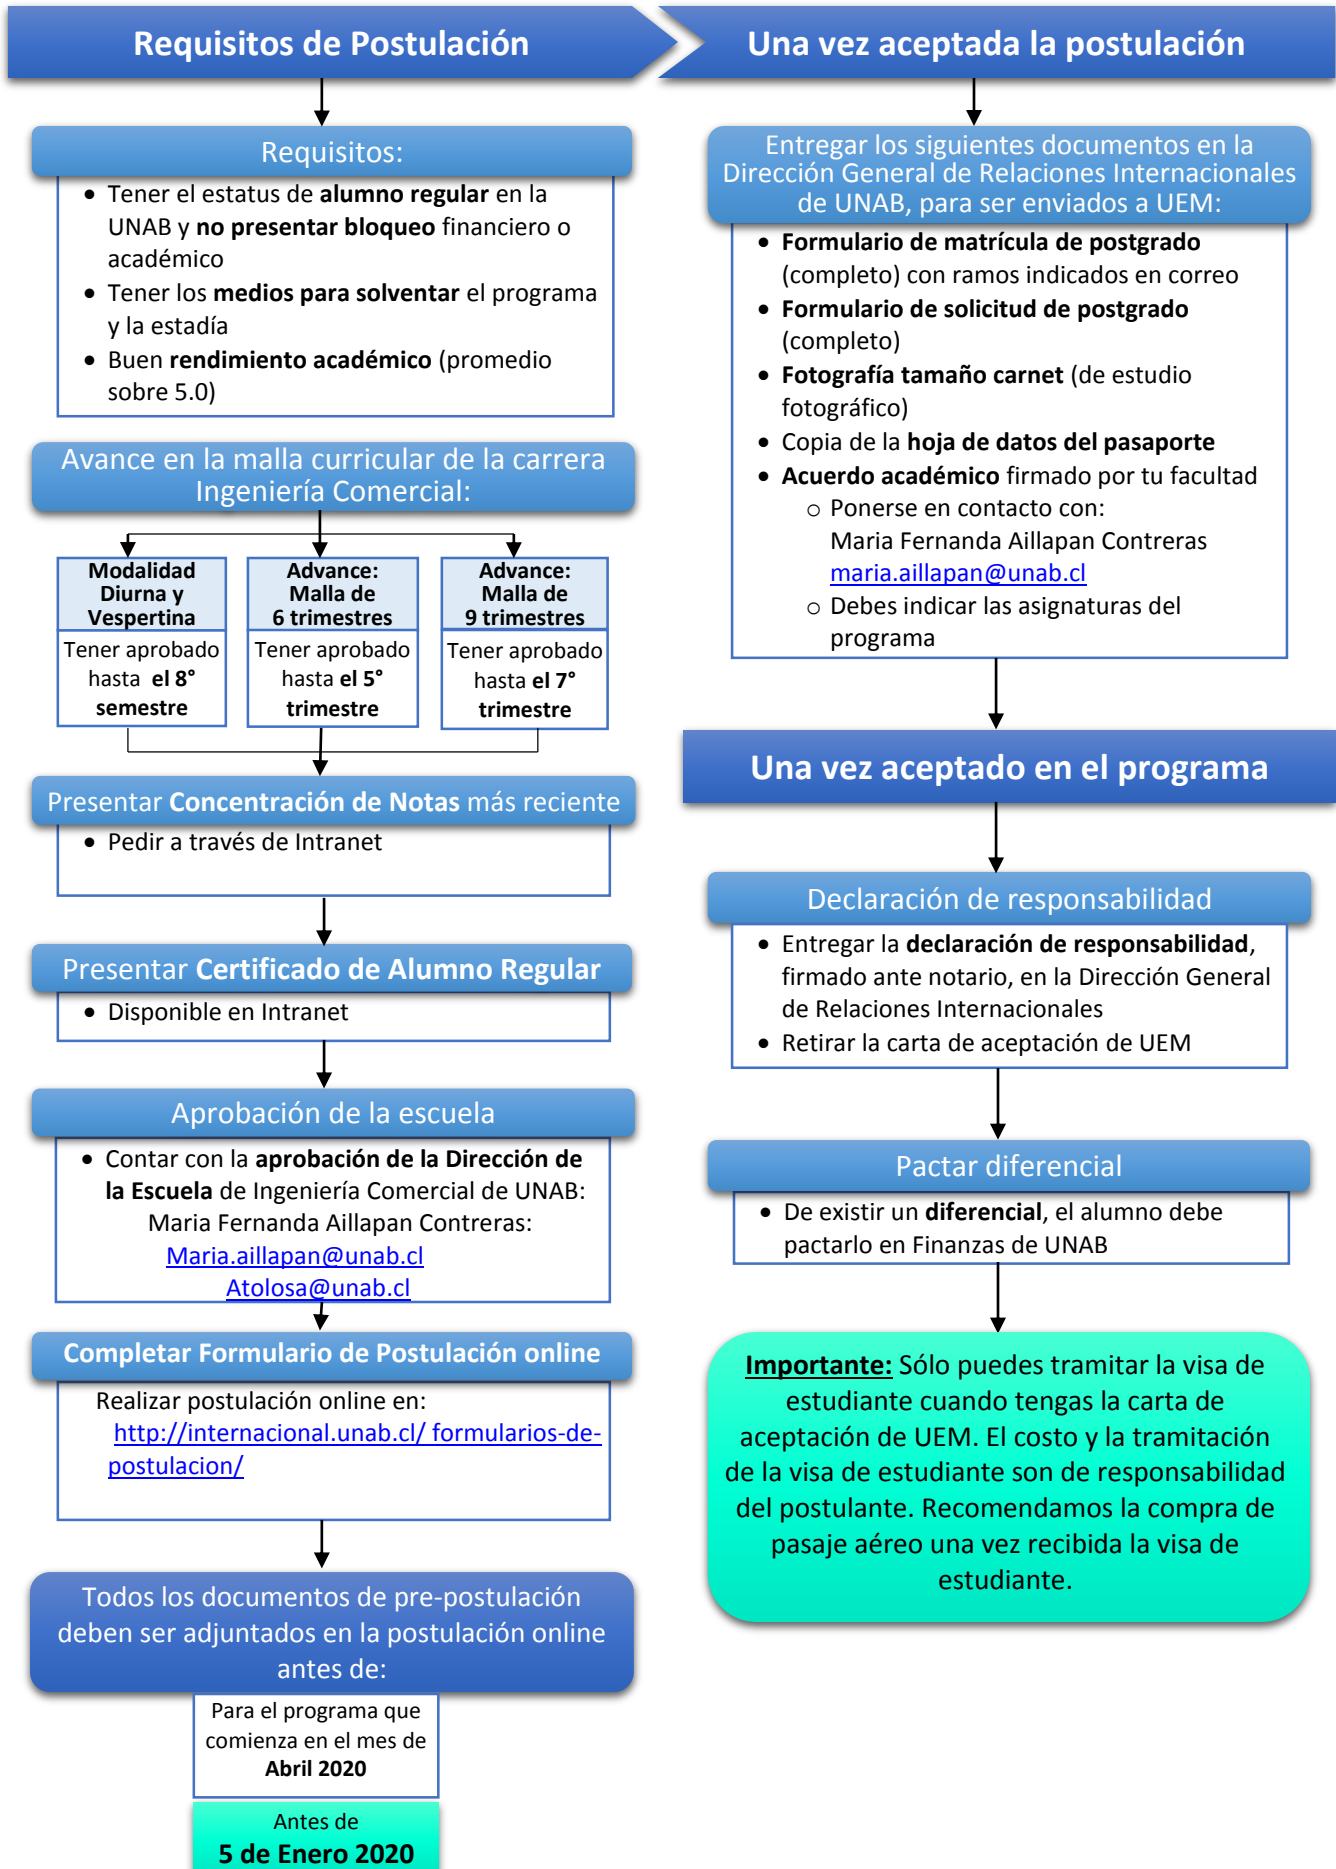 Requisitos de Postulación
Requisitos:
• Tener el estatus de alumno regular en la
UNAB y no presentar bloqueo financiero o
académico
• Tener los medios para solventar el programa
y la estadía
• Buen rendimiento académico (promedio
sobre 5.0)
Avance en la malla curricular de la carrera
Ingeniería Comercial:
Modalidad
Diurna y
Vespertina
Tener aprobado
hasta el 8°
semestre
Advance:
Malla de
6 trimestres
Tener aprobado
hasta el 5°
trimestre
Advance:
Malla de
9 trimestres
Tener aprobado
hasta el 7°
trimestre
Presentar Concentración de Notas más reciente
• Pedir a través de Intranet
Presentar Certificado de Alumno Regular
• Disponible en Intranet
Aprobación de la escuela
• Contar con la aprobación de la Dirección de
la Escuela de Ingeniería Comercial de UNAB:
Maria Fernanda Aillapan Contreras:
Maria.aillapan@unab.cl
Atolosa@unab.cl
Completar Formulario de Postulación online
Realizar postulación online en:
http://internacional.unab.cl/ formularios-de-
postulacion/
Todos los documentos de pre-postulación
deben ser adjuntados en la postulación online
antes de:
Para el programa que
comienza en el mes de
Abril 2020
Antes de
5 de Enero 2020
Una vez aceptada la postulación
Entregar los siguientes documentos en la
Dirección General de Relaciones Internacionales
de UNAB, para ser enviados a UEM:
• Formulario de matrícula de postgrado
(completo) con ramos indicados en correo
• Formulario de solicitud de postgrado
(completo)
• Fotografía tamaño carnet (de estudio
fotográfico)
• Copia de la hoja de datos del pasaporte
• Acuerdo académico firmado por tu facultad
o Ponerse en contacto con:
Maria Fernanda Aillapan Contreras
maria.aillapan@unab.cl
o Debes indicar las asignaturas del
programa
Una vez aceptado en el programa
Declaración de responsabilidad
• Entregar la declaración de responsabilidad,
firmado ante notario, en la Dirección General
de Relaciones Internacionales
• Retirar la carta de aceptación de UEM
Pactar diferencial
• De existir un diferencial, el alumno debe
pactarlo en Finanzas de UNAB
Importante: Sólo puedes tramitar la visa de
estudiante cuando tengas la carta de
aceptación de UEM. El costo y la tramitación
de la visa de estudiante son de responsabilidad
del postulante. Recomendamos la compra de
pasaje aéreo una vez recibida la visa de
estudiante.